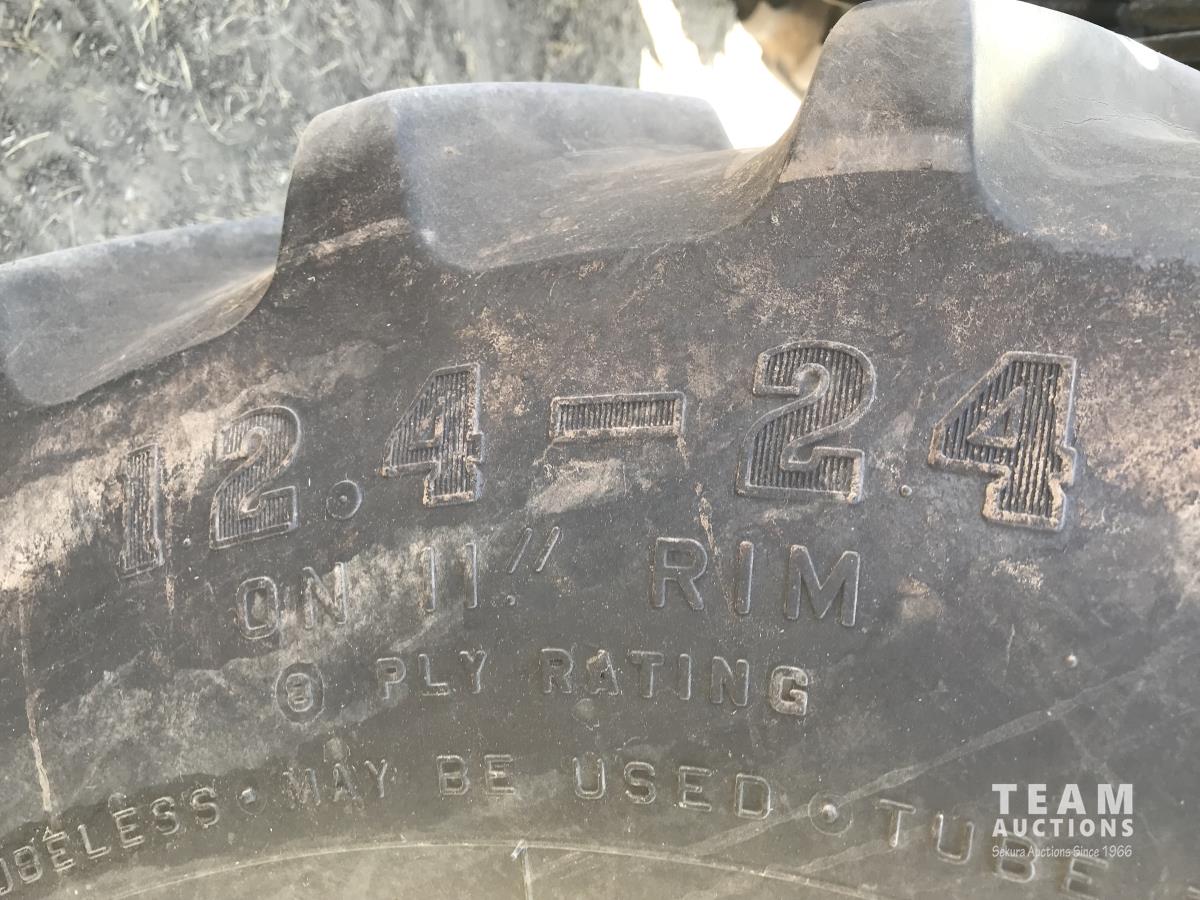 12.4-24
ON 11" RIM
8 PLY RATING
UBELESS • MAY BE USED • TUBE
TEAM
AUCTIONS
Sekura Auctions Since 1966